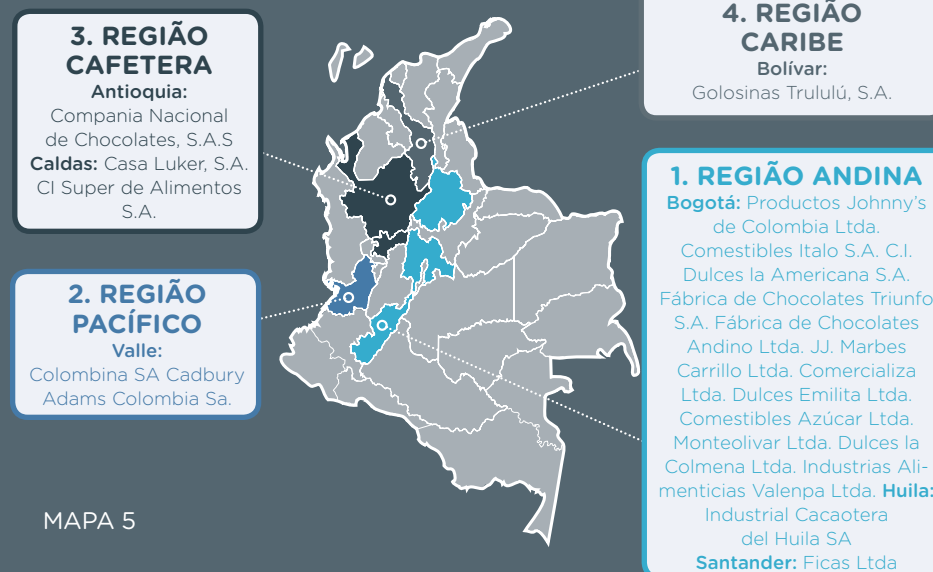 3. REGIÃO
CAFETERA
Antioquia:
Compania Nacional
de Chocolates, S.A.S
Caldas: Casa Luker, S.A.
CI Super de Alimentos
S.A.
2. REGIÃO
PACÍFICO
Valle:
Colombina SA Cadbury
Adams Colombia Sa.
MAPA 5
4. REGIÃO
CARIBE
Bolívar:
Golosinas Trululú, S.A.
1. REGIÃO ANDINA
Bogotá: Productos Johnny’s
de Colombia Ltda.
Comestibles Italo S.A. C.I.
Dulces la Americana S.A.
Fábrica de Chocolates Triunfo
S.A. Fábrica de Chocolates
Andino Ltda. JJ. Marbes
Carrillo Ltda. Comercializa
Ltda. Dulces Emilita Ltda.
Comestibles Azúcar Ltda.
Monteolivar Ltda. Dulces la
Colmena Ltda. Industrias Ali-
menticias Valenpa Ltda. Huila:
Industrial Cacaotera
del Huila SA
Santander: Ficas Ltda